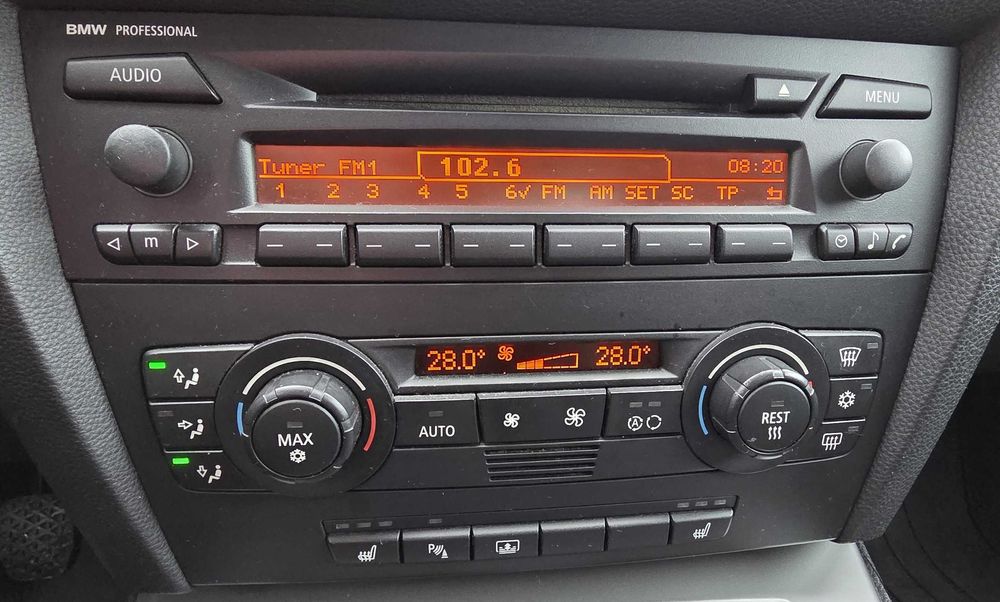 BMW PROFESSIONAL
AUDIO
MENU
Tuner FM1 102.6 08:20
1 2 3 4 5 6✓ FM AM SET SC TP
m
28.0° 28.0°
MAX
AUTO
A
REST
P